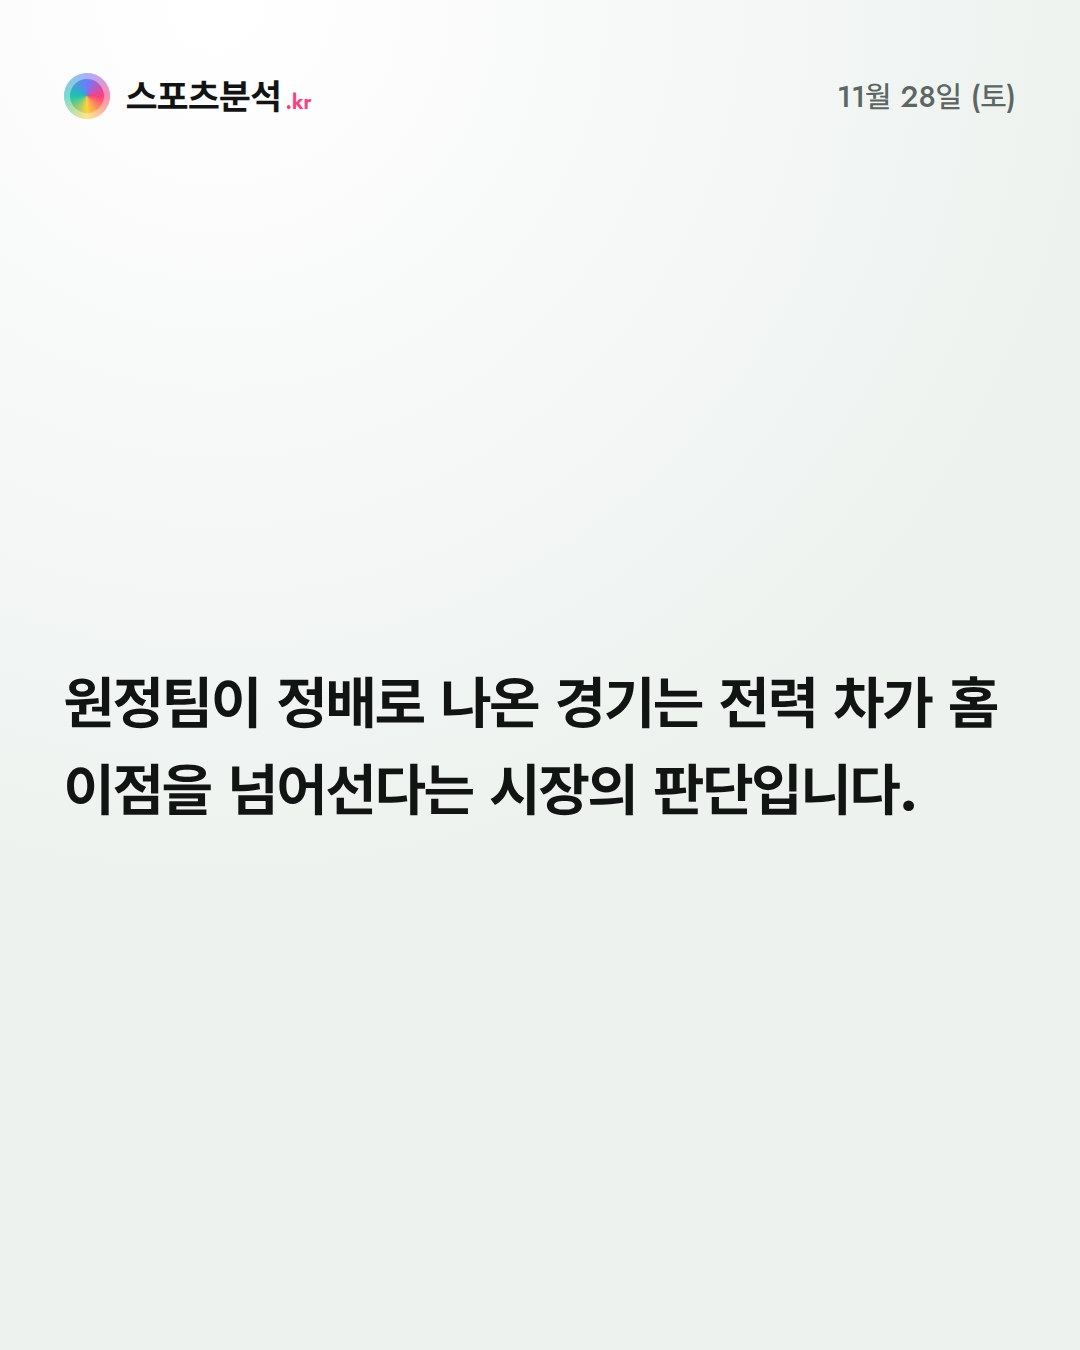 스포츠분석.kr
11월 28일 (토)
원정팀이 정배로 나온 경기는 전력 차가 홈
이점을 넘어선다는 시장의 판단입니다.